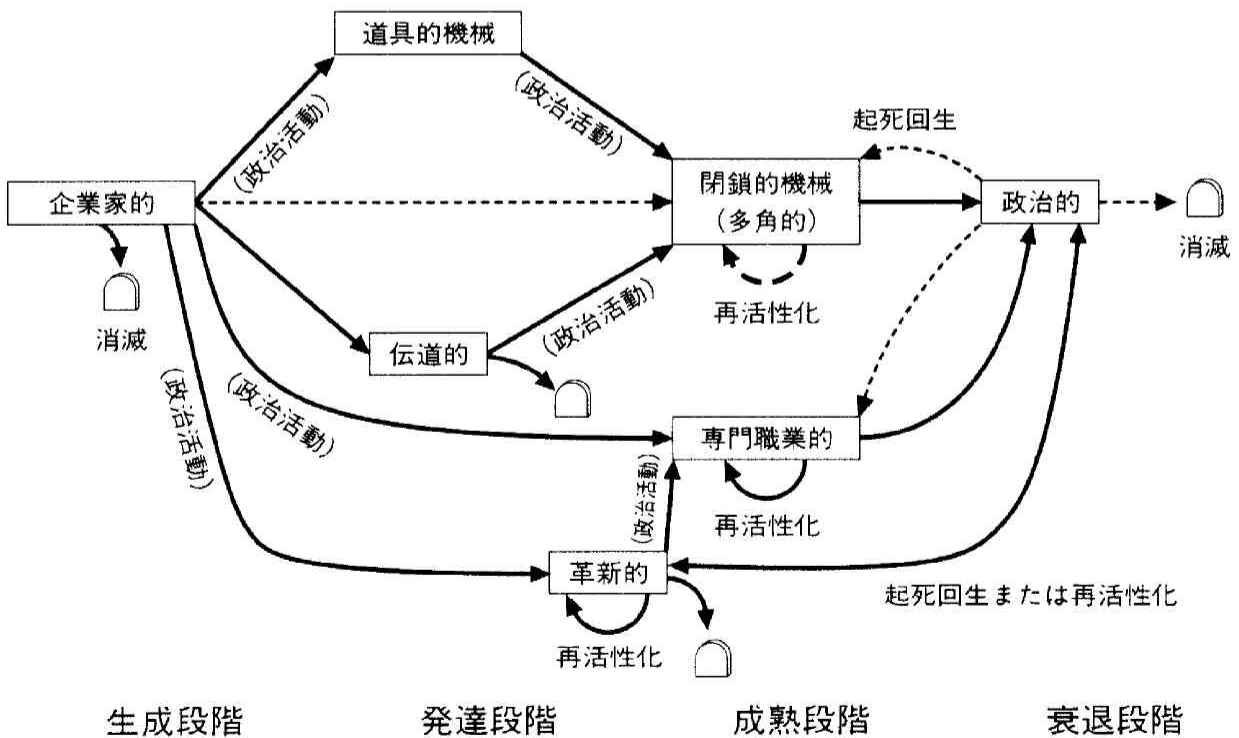 道具的機械
(政治活動)
(政治活動)
起死回生
企業家的
閉鎖的機械
(多角的)
政治的
消滅
消滅
再活性化
伝道的
(政治活動)
(政治活動)
(政治活動)
専門職業的
(政治活動)
再活性化
革新的
起死回生または再活性化
再活性化
生成段階
発達段階
成熟段階
衰退段階